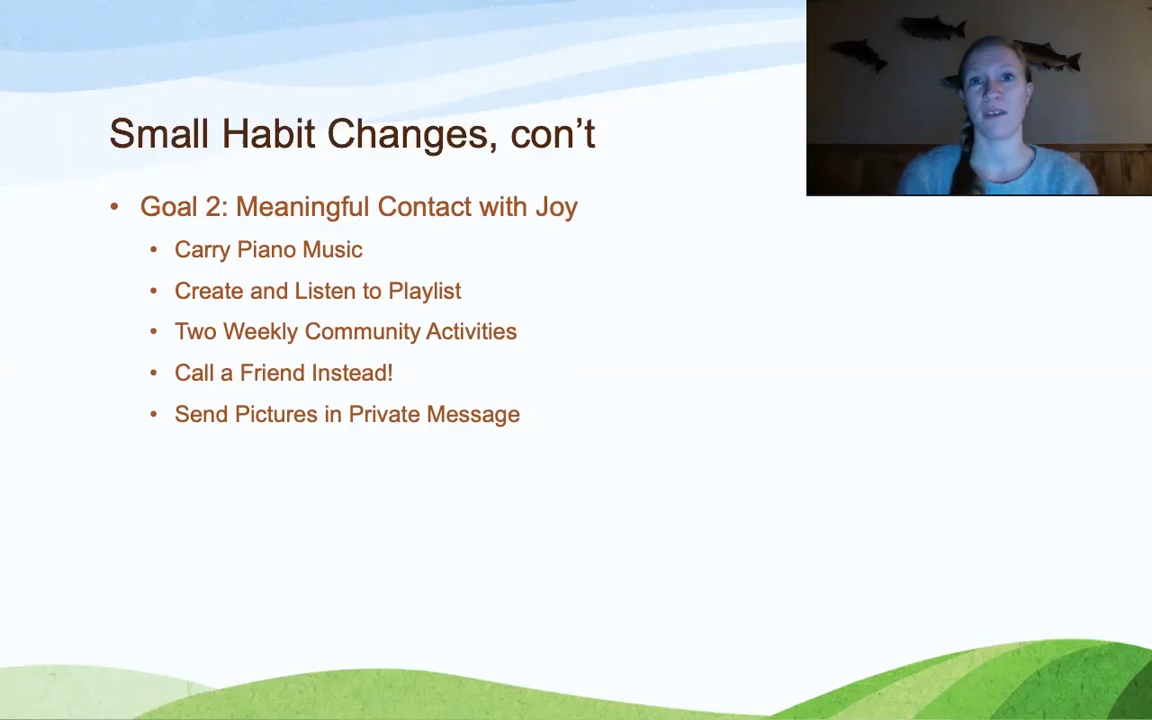 Small Habit Changes, con’t
• Goal 2: Meaningful Contact with Joy
• Carry Piano Music
• Create and Listen to Playlist
• Two Weekly Community Activities
• Call a Friend Instead!
• Send Pictures in Private Message